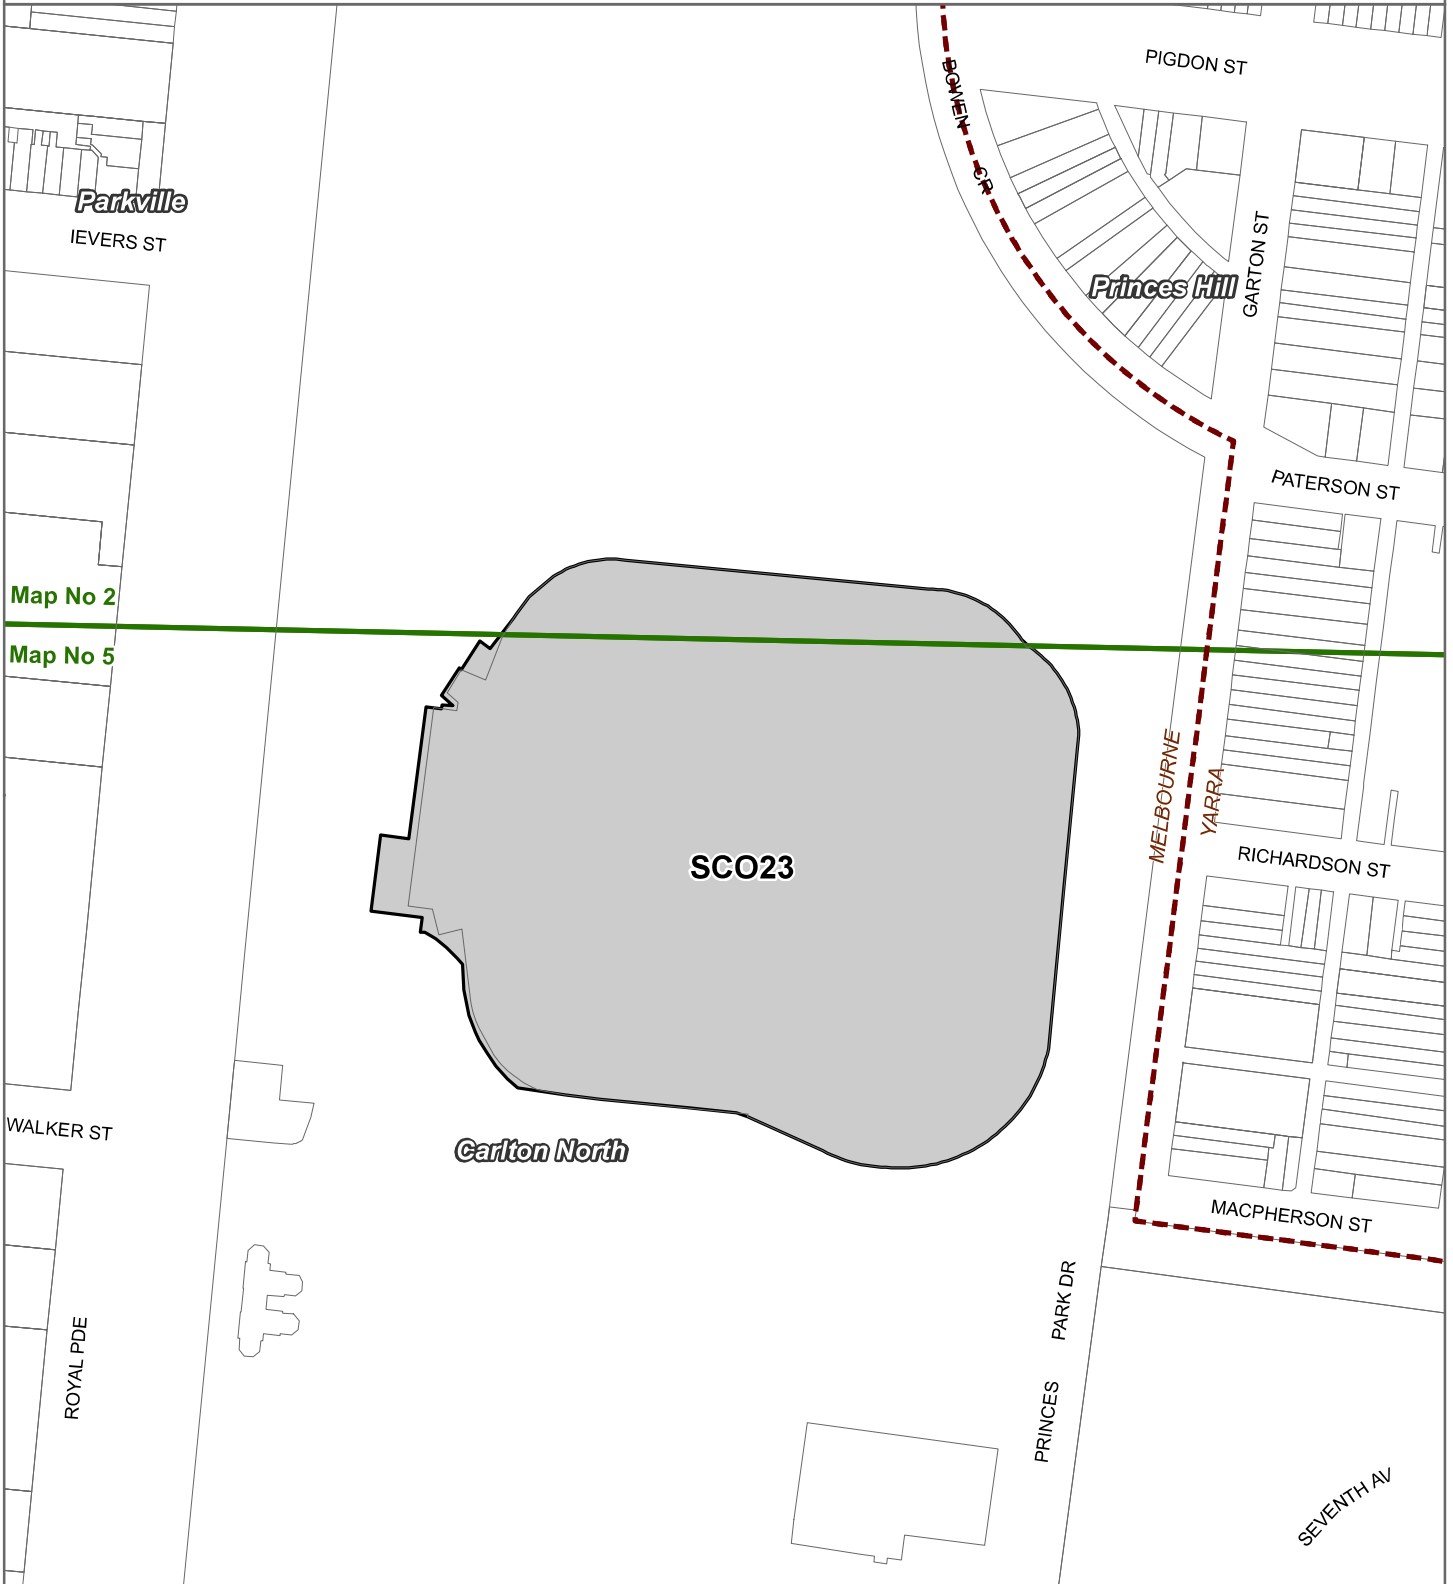 PIGDON ST
BOWEN CR
Parkville
IEVERS ST
GARTON ST
Princes Hill
PATERSON ST
Map No 2
Map No 5
MELBOURNE
YARRA
RICHARDSON ST
SCO23
WALKER ST
Carlton North
MACPHERSON ST
PRINCES PARK DR
ROYAL PDE
SEVENTH AV